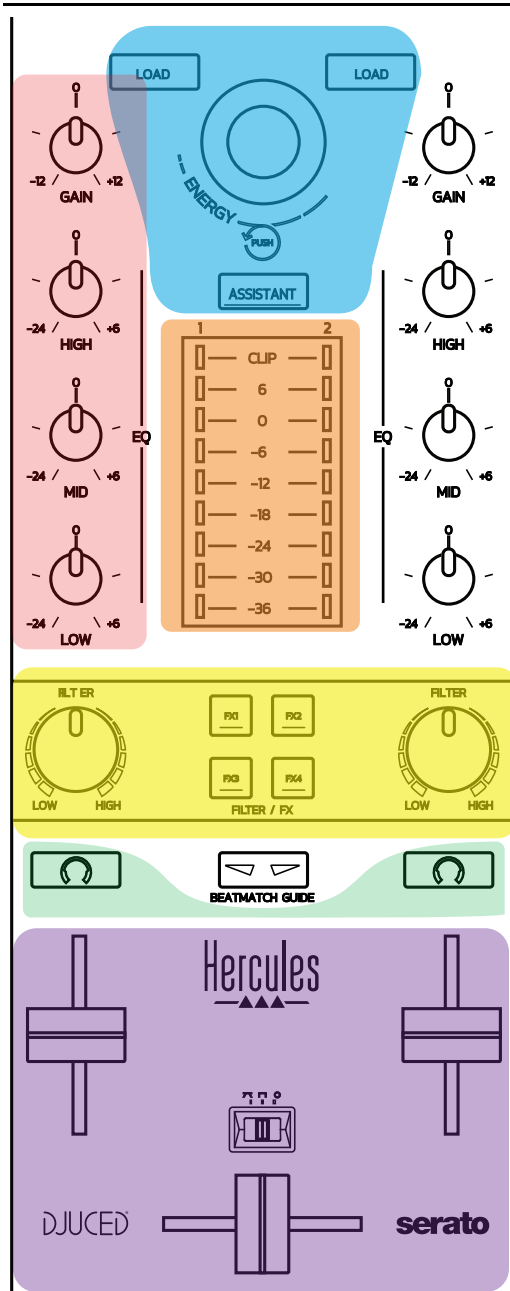 LOAD LOAD
0 0
-12 +12 -12 +12
GAIN GAIN
ENERGY
PUSH
0 0
ASSISTANT
-24 +6 -24 +6
HIGH HIGH
1 2
CLIP
6
0 0
0
EQ EQ
-6
-24 +6 -24 +6
-12
MID MID
-18
0 0
-24
-30
-36
-24 +6 -24 +6
LOW LOW
FILTER FILTER
FX1 FX2
FX3 FX4
LOW HIGH LOW HIGH
FILTER / FX
BEATMATCH GUIDE
Hercules
DJUCED serato